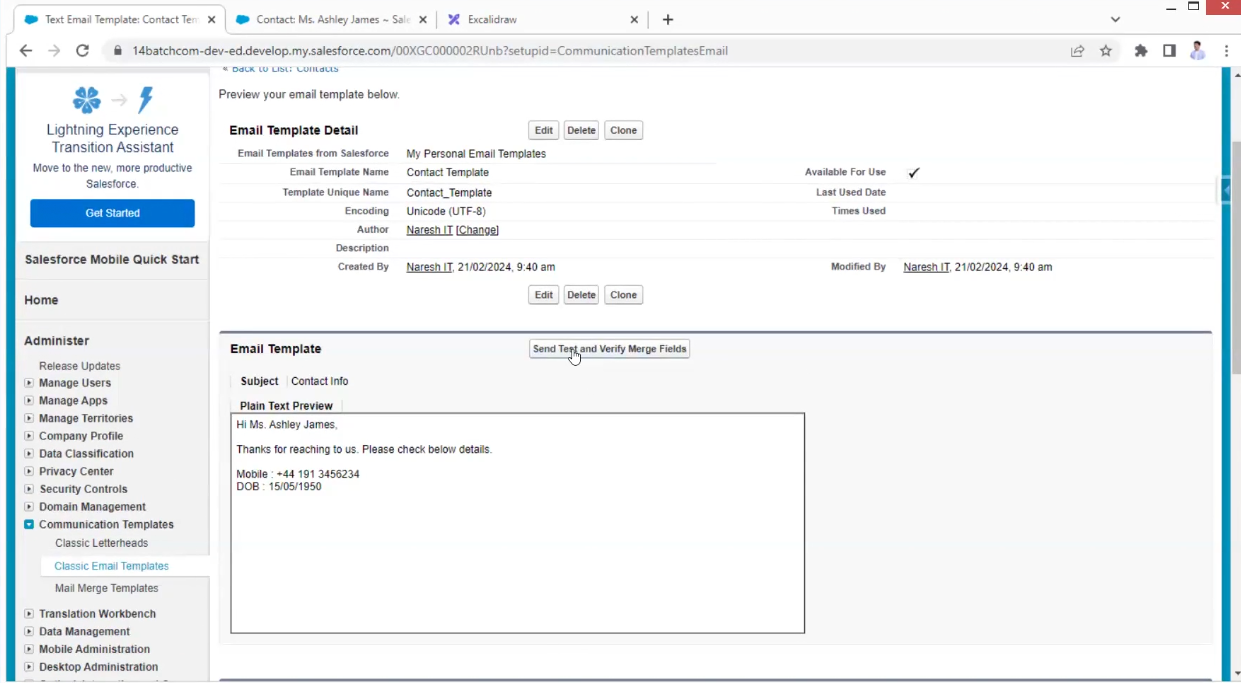 Text Email Template: Contact Tem
Contact: Ms. Ashley James ~ Sale
Excalidraw
14batchcom-dev-ed.develop.my.salesforce.com/00XGC000002RUnb?setupid=CommunicationTemplatesEmail
« Back to List: Contacts
Preview your email template below.
Lightning Experience
Transition Assistant
Move to the new, more productive
Salesforce.
Get Started
Salesforce Mobile Quick Start
Home
Administer
Release Updates
Manage Users
Manage Apps
Manage Territories
Company Profile
Data Classification
Privacy Center
Security Controls
Domain Management
Communication Templates
Classic Letterheads
Classic Email Templates
Mail Merge Templates
Translation Workbench
Data Management
Mobile Administration
Desktop Administration
Email Template Detail
Edit Delete Clone
Email Templates from Salesforce My Personal Email Templates
Email Template Name Contact Template Available For Use ✓
Template Unique Name Contact_Template Last Used Date
Encoding Unicode (UTF-8) Times Used
Author Naresh IT [Change]
Description
Created By Naresh IT, 21/02/2024, 9:40 am Modified By Naresh IT, 21/02/2024, 9:40 am
Edit Delete Clone
Email Template Send Test and Verify Merge Fields
Subject Contact Info
Plain Text Preview
Hi Ms. Ashley James,
Thanks for reaching to us. Please check below details.
Mobile : +44 191 3456234
DOB : 15/05/1950